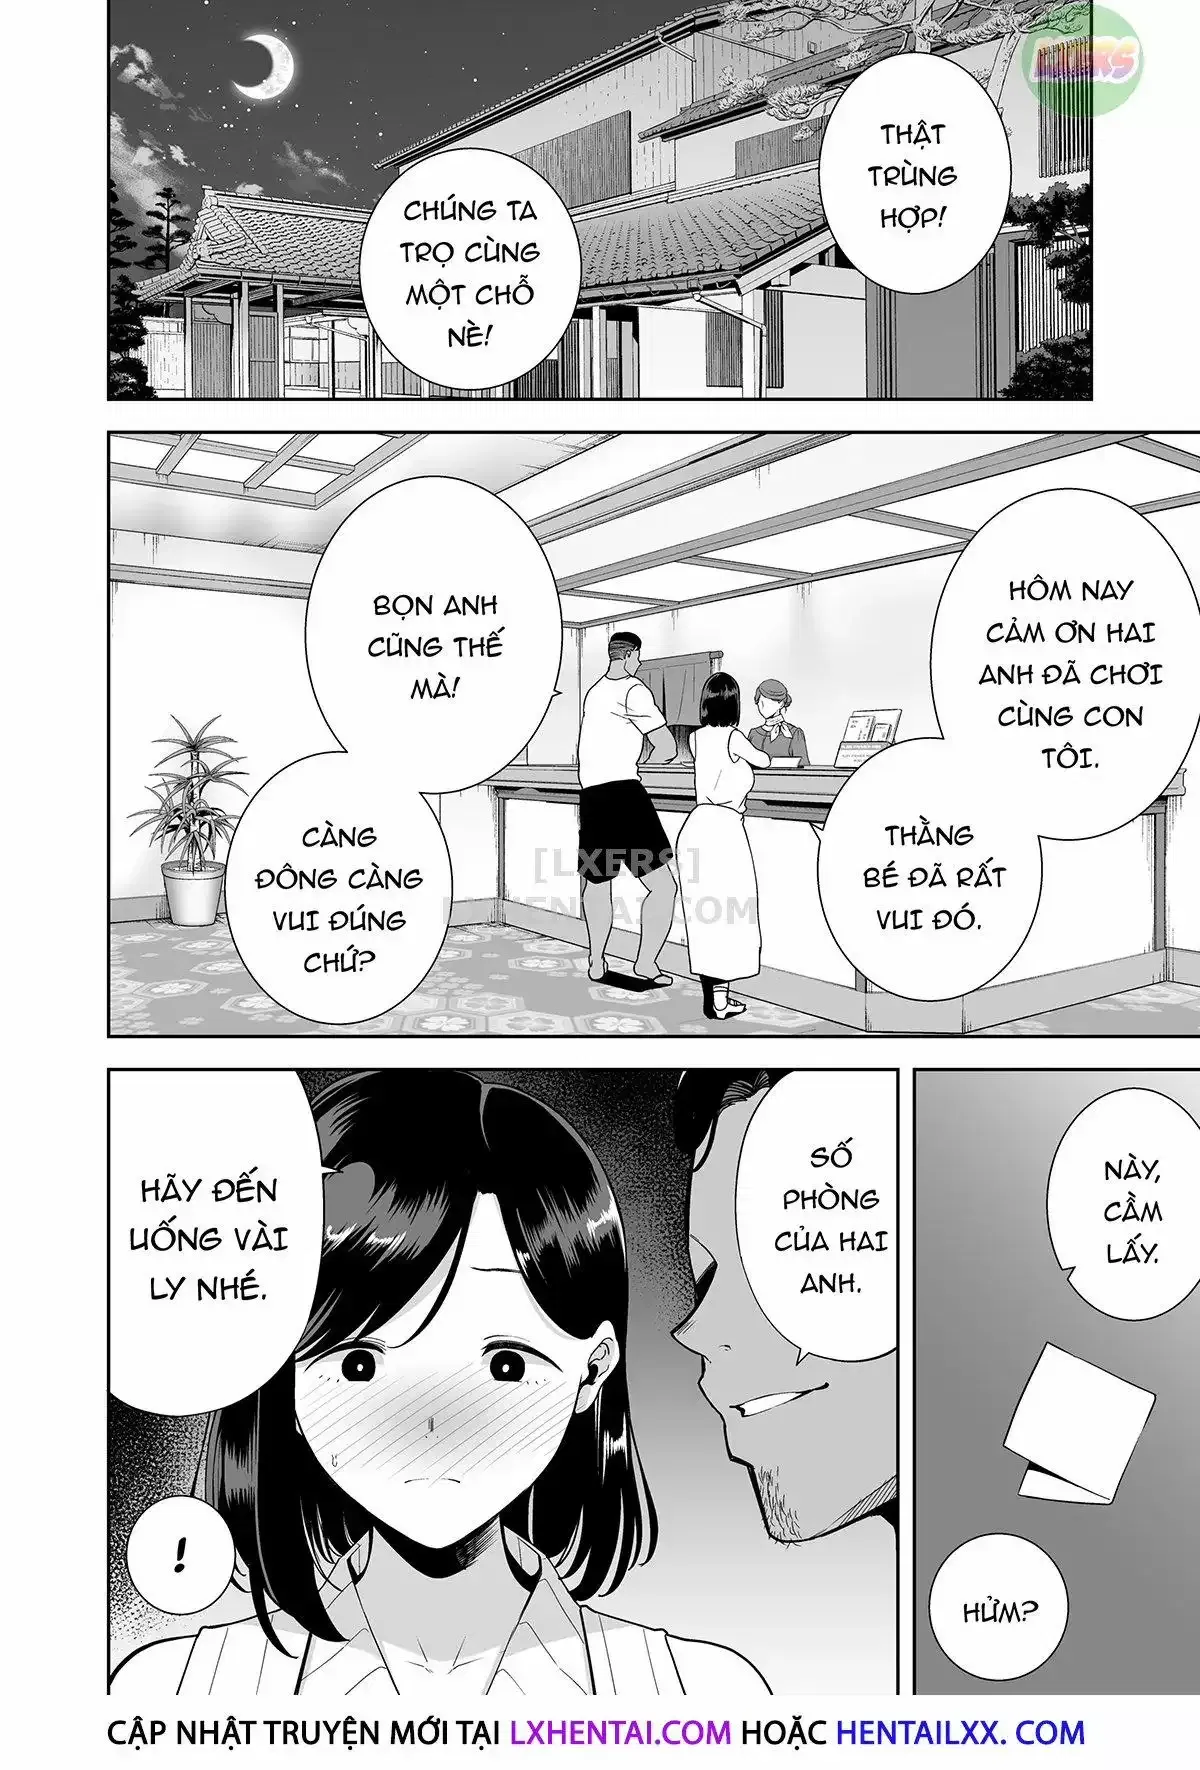 THẬT
TRÙNG
HỢP!
CHÚNG TA
TRỌ CÙNG
MỘT CHỖ
NÈ!
HÔM NAY
CẢM ƠN HAI
ANH ĐÃ CHƠI
CÙNG CON
TÔI.
THẰNG
BÉ ĐÃ RẤT
VUI ĐÓ.
BỌN ANH
CŨNG THẾ
MÀ!
CÀNG
ĐÔNG CÀNG
VUI ĐÚNG
CHỨ?
NÀY,
CẦM
LẤY.
HỬM?
SỐ
PHÒNG
CỦA HAI
ANH.
HÃY ĐẾN
UỐNG VÀI
LY NHÉ.
!
LXERS
[LXERS]
LXHENTAI.COM
CẬP NHẬT TRUYỆN MỚI TẠI LXHENTAI.COM HOẶC HENTAILXX. COM